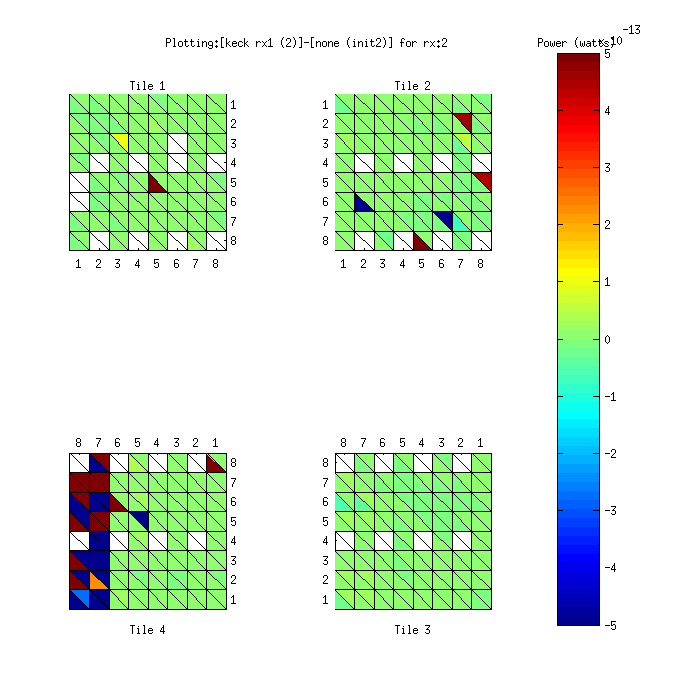 Plotting:[keck rx1 (2)]-[none (init2)] for rx:2
Power (watts)
x 10 -13
Tile 1
Tile 2
1 2 3 4 5 6 7 8
1 2 3 4 5 6 7 8
1 2 3 4 5 6 7 8
1 2 3 4 5 6 7 8
8 7 6 5 4 3 2 1
8 7 6 5 4 3 2 1
8 7 6 5 4 3 2 1
8 7 6 5 4 3 2 1
Tile 4
Tile 3
5
4
3
2
1
0
-1
-2
-3
-4
-5